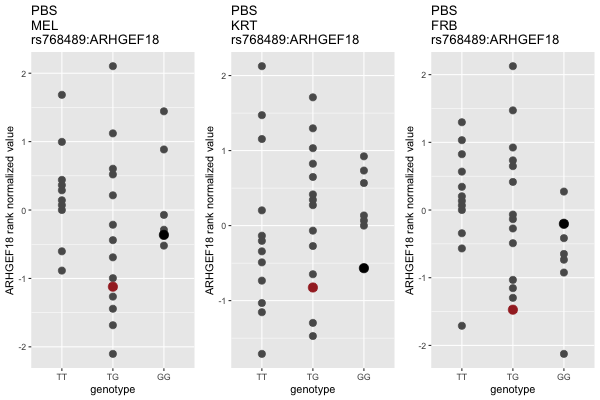 PBS
MEL
rs768489:ARHGEF18
ARHGEF18 rank normalized value
2
1
0
-1
-2
TT TG GG
genotype
PBS
KRT
rs768489:ARHGEF18
ARHGEF18 rank normalized value
2
1
0
-1
TT TG GG
genotype
PBS
FRB
rs768489:ARHGEF18
ARHGEF18 rank normalized value
2
1
0
-1
-2
TT TG GG
genotype